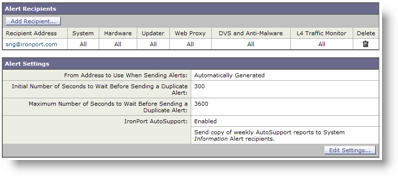 Alert Recipients
Add Recipient...
Recipient Address System Hardware Updater Web Proxy DVS and Anti-Malware L4 Traffic Monitor Delete
sng@ironport.com All All All All All All
Alert Settings
From Address to Use When Sending Alerts: Automatically Generated
Initial Number of Seconds to Wait Before Sending a Duplicate Alert: 300
Maximum Number of Seconds to Wait Before Sending a Duplicate Alert: 3600
IronPort AutoSupport: Enabled
Send copy of weekly AutoSupport reports to System
Information Alert recipients.
Edit Settings...